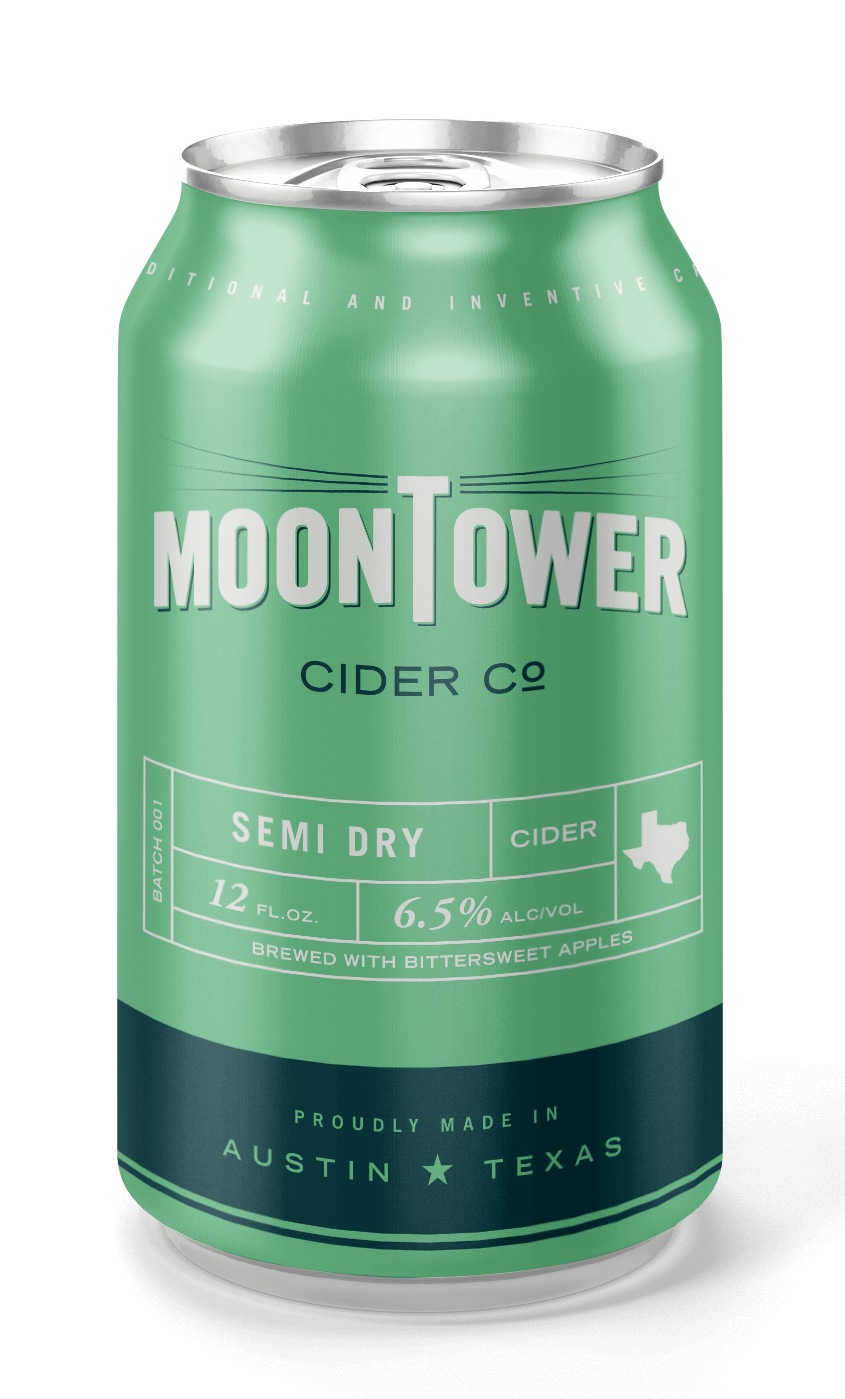 DITIONAL AND INVENTIVE
MOONTOWER
CIDER Cº
BATCH 001
SEMI DRY
CIDER
12 FL.OZ.
6.5% ALC/VOL
BREWED WITH BITTERSWEET APPLES
PROUDLY MADE IN
AUSTIN ★ TEXAS